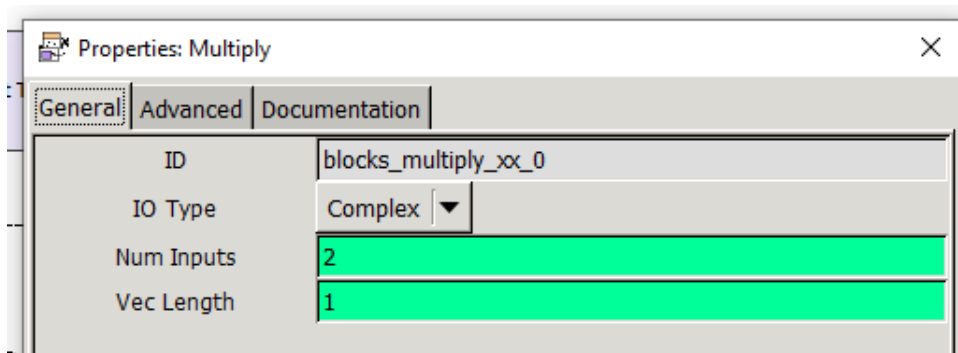 Properties: Multiply
General Advanced Documentation
ID blocks_multiply_xx_0
IO Type Complex
Num Inputs 2
Vec Length 1